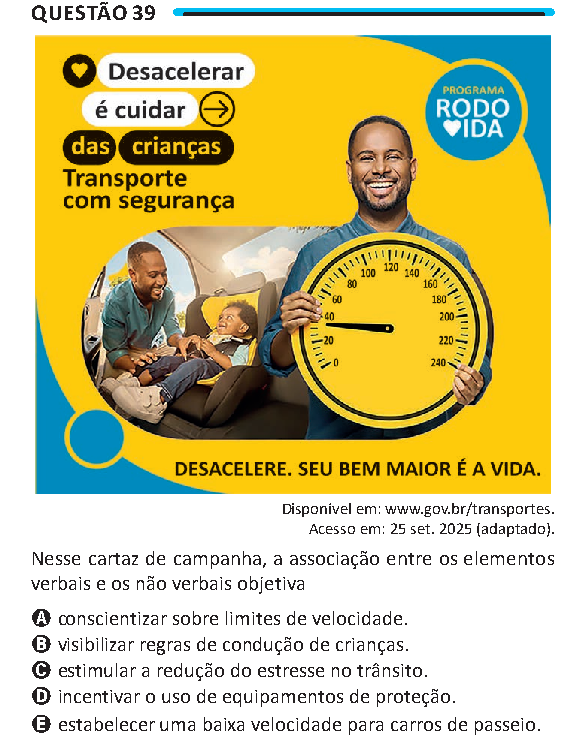 QUESTÃO 39
Desacelerar
é cuidar
das crianças
Transporte
com segurança
PROGRAMA
RODO
VIDA
0
20
40
60
80
100
120
140
160
180
200
220
240
DESACELERE. SEU BEM MAIOR É A VIDA.
Disponível em: www.gov.br/transportes.
Acesso em: 25 set. 2025 (adaptado).
Nesse cartaz de campanha, a associação entre os elementos
verbais e os não verbais objetiva
A conscientizar sobre limites de velocidade.
B visibilizar regras de condução de crianças.
C estimular a redução do estresse no trânsito.
D incentivar o uso de equipamentos de proteção.
E estabelecer uma baixa velocidade para carros de passeio.